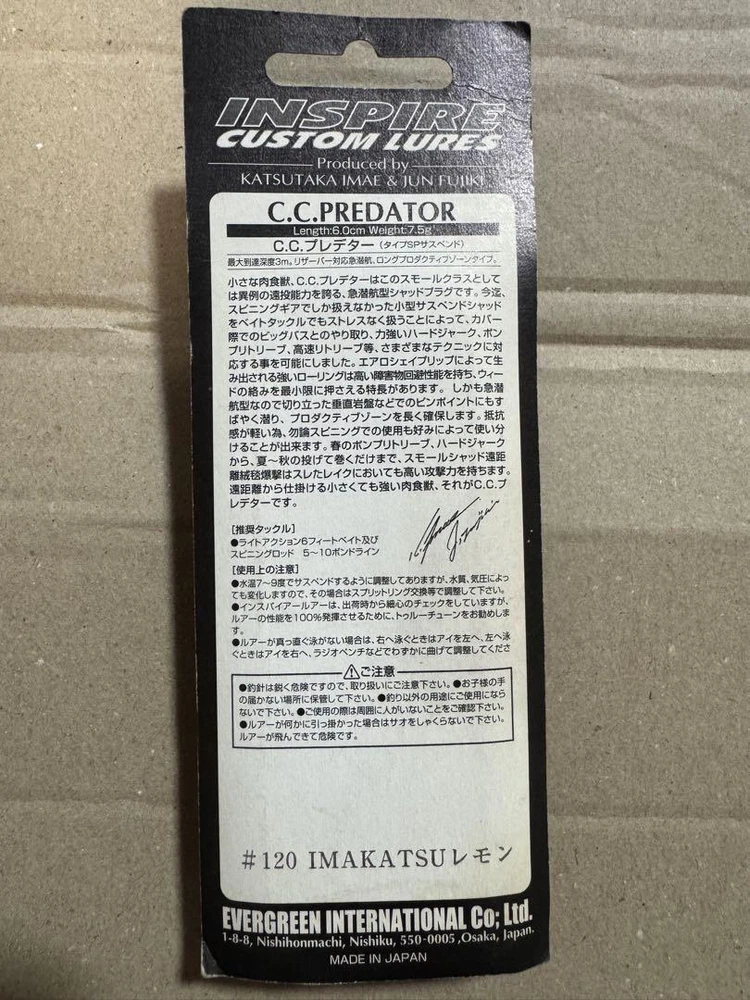 INSPIRE
CUSTOM LURES
Produced by
KATSUTAKA IMAE & JUN FUJIKI
C.C.PREDATOR
Length:6.0cm Weight:7.5g
C.C.プレデター（タイプSPサスペンド）
最大到達深度3m。リザーバー対応急潜航、ロングプロダクティブゾーンタイプ。
小さな肉食獣、C.C.プレデターはこのスモールクラスとして
は異例の遠投能力を誇る、急潜航型シャッドプラグです。今迄、
スピニングギアでしか扱えなかった小型サスペンドシャッド
をベイトタックルでもストレスなく扱うことによって、カバー
際でのビッグバスとのやり取り、力強いハードジャーク、ポン
プリトリーブ、高速リトリーブ等、さまざまなテクニックに対
応する事を可能にしました。エアロシェイプリップによって生
み出される強いローリングは高い障害物回避性能を持ち、ウィー
ドの絡みを最小限に押さえる特長があります。 しかも急潜
航型なので切り立った垂直岩盤などでのピンポイントにもす
ばやく潜り、プロダクティブゾーンを長く確保します。抵抗
感が軽い為、勿論スピニングでの使用も好みによって使い分
けることが出来ます。春のポンプリトリーブ、ハードジャーク
から、夏〜秋の投げて巻くだけまで、スモールシャッド遠距
離絨毯爆撃はスレたレイクにおいても高い攻撃力を持ちます。
遠距離から仕掛ける小さくても強い肉食獣、それがC.C.プ
レデターです。
[推奨タックル]
●ライトアクション6フィートベイト及び
スピニングロッド 5〜10ポンドライン
[使用上の注意]
●水温7〜9度でサスペンドするように調整してありますが、水質、気圧によっ
ても変化しますので、その場合はスプリットリング交換等で調整して下さい。
●インスパイアールアーは、出荷時から細心のチェックをしていますが、
ルアーの性能を100%発揮させるために、トゥルーチューンをお勧めしま
す。
●ルアーが真っ直ぐ泳がない場合は、右へ泳ぐときはアイを左へ、左へ泳
ぐときはアイを右へ、ラジオペンチなどでわずかに曲げて調整してくださ
⚠ご注意
●釣針は鋭く危険ですので、取り扱いにご注意下さい。●お子様の手
の届かない場所に保管して下さい。●釣り以外の用途にご使用になら
ないで下さい。●ご使用の際は周囲に人がいないことをご確認下さい。
●ルアーが何かに引っ掛かった場合はサオをしゃくらないで下さい。
ルアーが飛んできて危険です。
#120 IMAKATSUレモン
EVERGREEN INTERNATIONAL Co; Ltd.
1-8-8, Nishihonmachi, Nishiku, 550-0005 ,Osaka, Japan.
MADE IN JAPAN